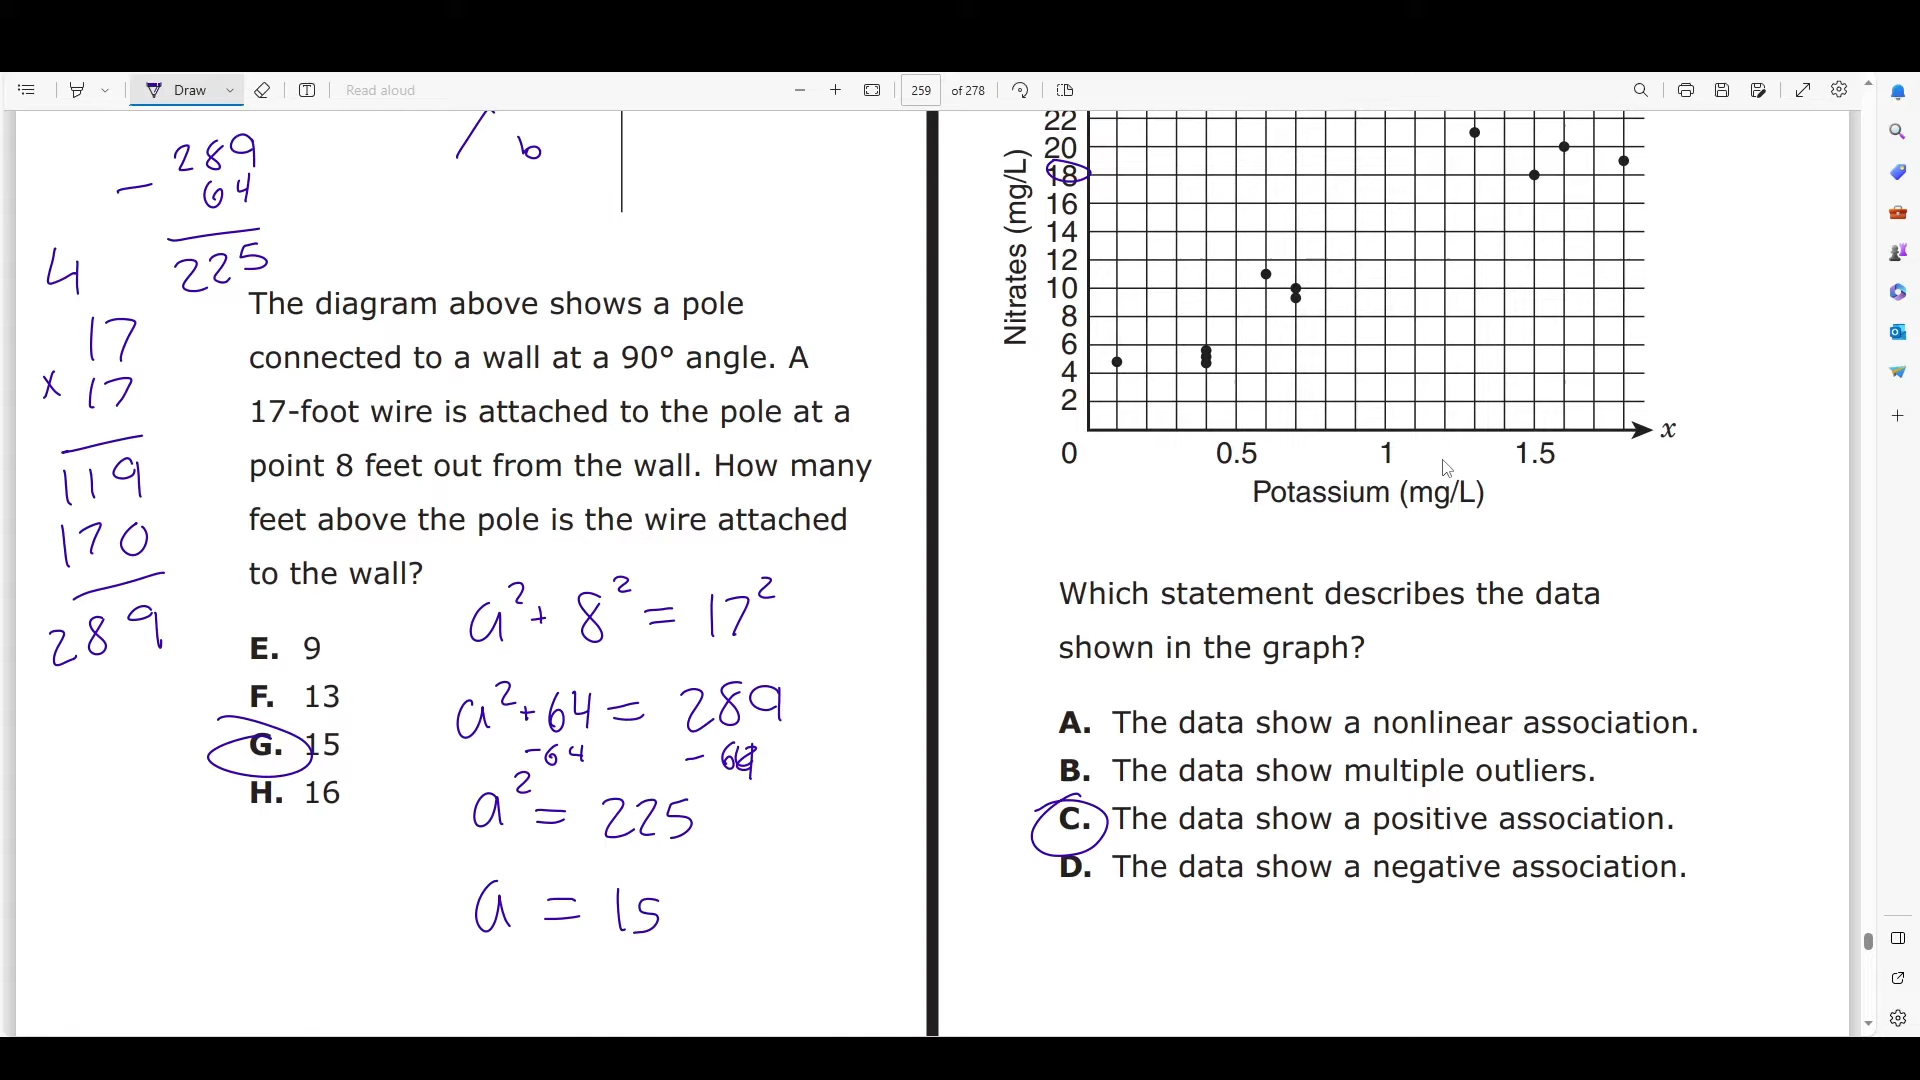 Draw
Read aloud
259 of 278
289
− 64
225
b
4
17
x 17
119
170
289
The diagram above shows a pole
connected to a wall at a 90° angle. A
17-foot wire is attached to the pole at a
point 8 feet out from the wall. How many
feet above the pole is the wire attached
to the wall?
E. 9
F. 13
G. 15
H. 16
a² + 8² = 17²
a² + 64 = 289
−64 − 64
a² = 225
a = 15
Nitrates (mg/L)
22
20
18
16
14
12
10
8
6
4
2
0 0.5 1 1.5 x
Potassium (mg/L)
Which statement describes the data
shown in the graph?
A. The data show a nonlinear association.
B. The data show multiple outliers.
C. The data show a positive association.
D. The data show a negative association.